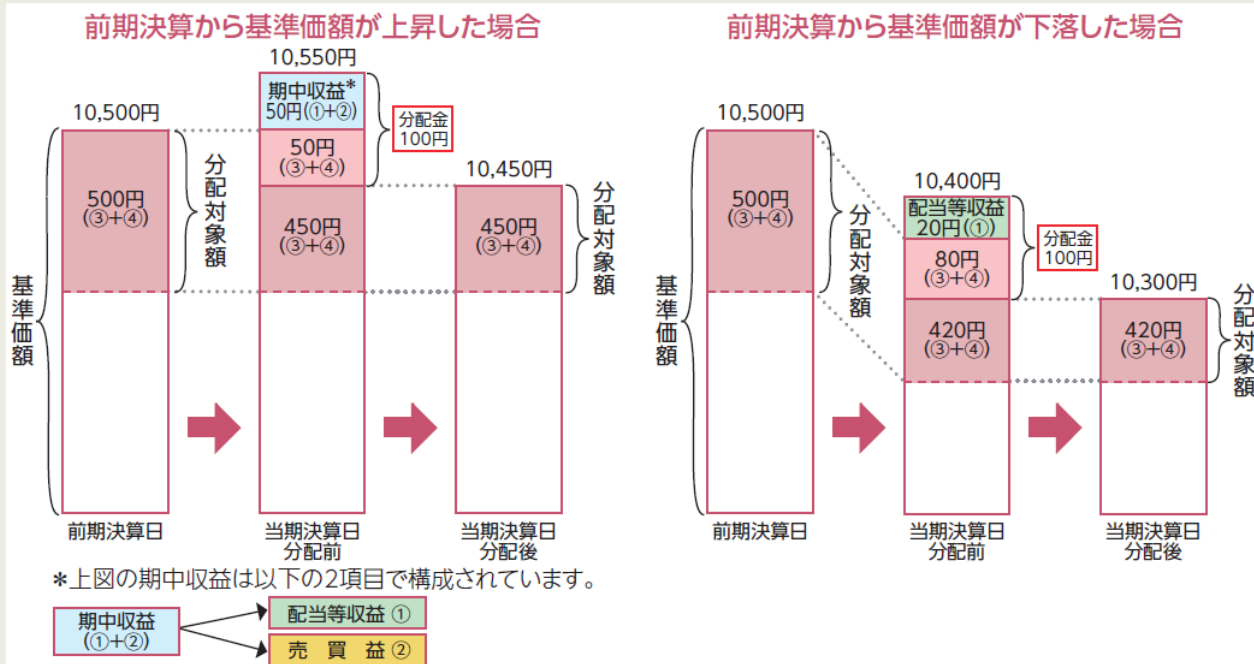 前期決算から基準価額が上昇した場合
10,500円
500円
(③+④)
分配対象額
基準価額
前期決算日
10,550円
期中収益*
50円(①+②)
50円
(③+④)
450円
(③+④)
分配金
100円
当期決算日
分配前
10,450円
450円
(③+④)
分配対象額
当期決算日
分配後
*上図の期中収益は以下の2項目で構成されています。
期中収益
(①+②)
配当等収益 ①
売 買 益 ②
前期決算から基準価額が下落した場合
10,500円
500円
(③+④)
分配対象額
基準価額
前期決算日
10,400円
配当等収益
20円(①)
80円
(③+④)
420円
(③+④)
分配金
100円
当期決算日
分配前
10,300円
420円
(③+④)
分配対象額
当期決算日
分配後